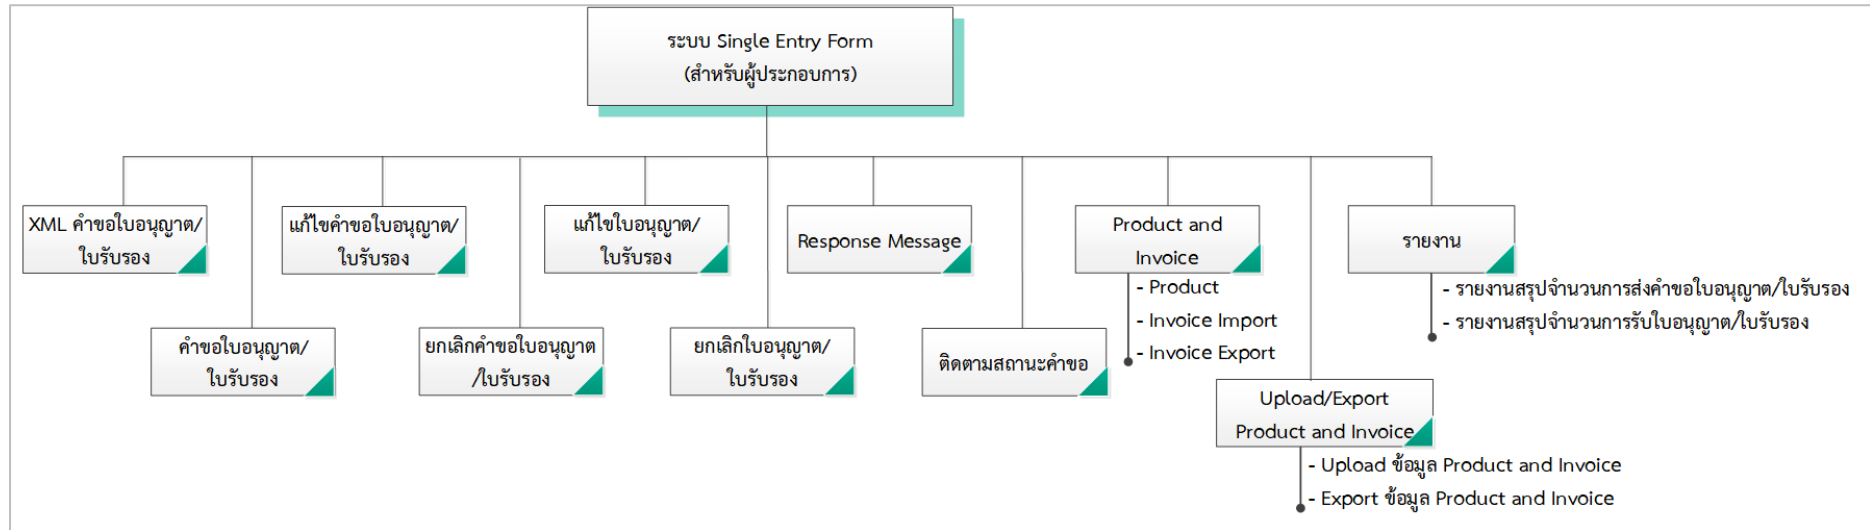 ระบบ Single Entry Form
(สำหรับผู้ประกอบการ)
XML คำขอใบอนุญาต/
ใบรับรอง
แก้ไขคำขอใบอนุญาต/
ใบรับรอง
แก้ไขใบอนุญาต/
ใบรับรอง
Response Message
Product and
Invoice
- Product
- Invoice Import
- Invoice Export
รายงาน
- รายงานสรุปจำนวนการส่งคำขอใบอนุญาต/ใบรับรอง
- รายงานสรุปจำนวนการรับใบอนุญาต/ใบรับรอง
คำขอใบอนุญาต/
ใบรับรอง
ยกเลิกคำขอใบอนุญาต
/ใบรับรอง
ยกเลิกใบอนุญาต/
ใบรับรอง
ติดตามสถานะคำขอ
Upload/Export
Product and Invoice
- Upload ข้อมูล Product and Invoice
- Export ข้อมูล Product and Invoice